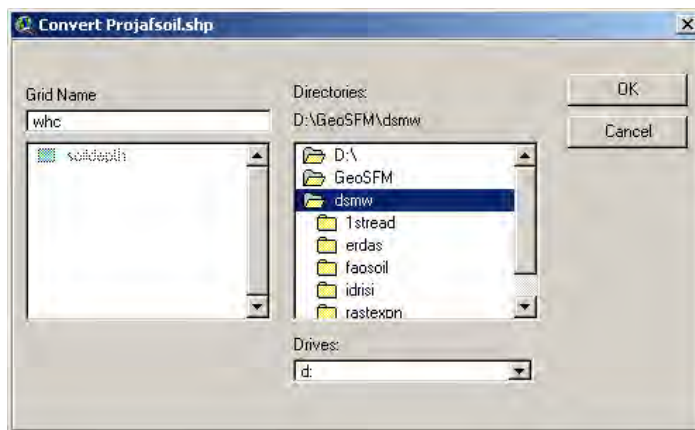 Convert Projafsoil.shp
Grid Name
whc
soildepth
Directories:
D:\GeoSFM\dsmw
D:\
GeoSFM
dsmw
1stread
erdas
faosoil
idrisi
rastexpn
Drives:
d:
OK
Cancel